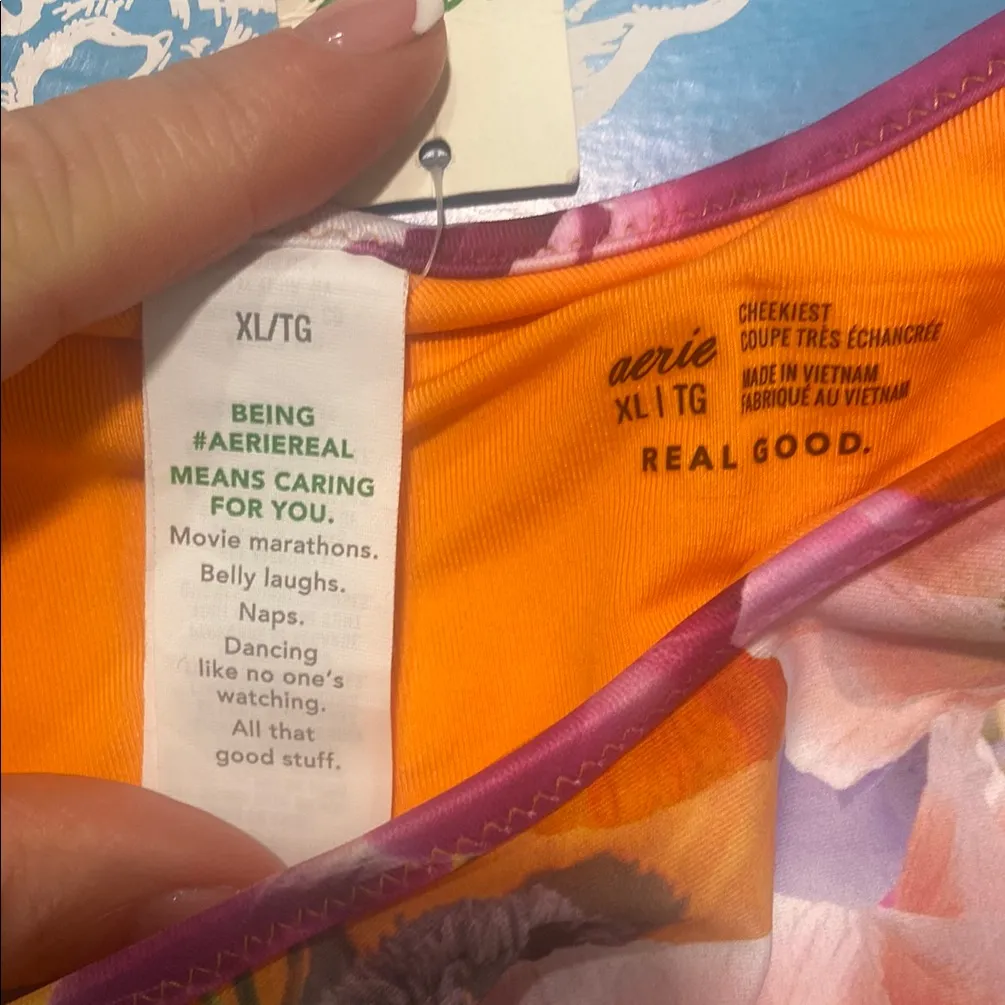 XL/TG
BEING
#AERIEREAL
MEANS CARING
FOR YOU.
Movie marathons.
Belly laughs.
Naps.
Dancing
like no one's
watching.
All that
good stuff.
aerie
XL | TG
CHEEKIEST
COUPE TRÈS ÉCHANCRÉE
MADE IN VIETNAM
FABRIQUÉ AU VIETNAM
REAL GOOD.